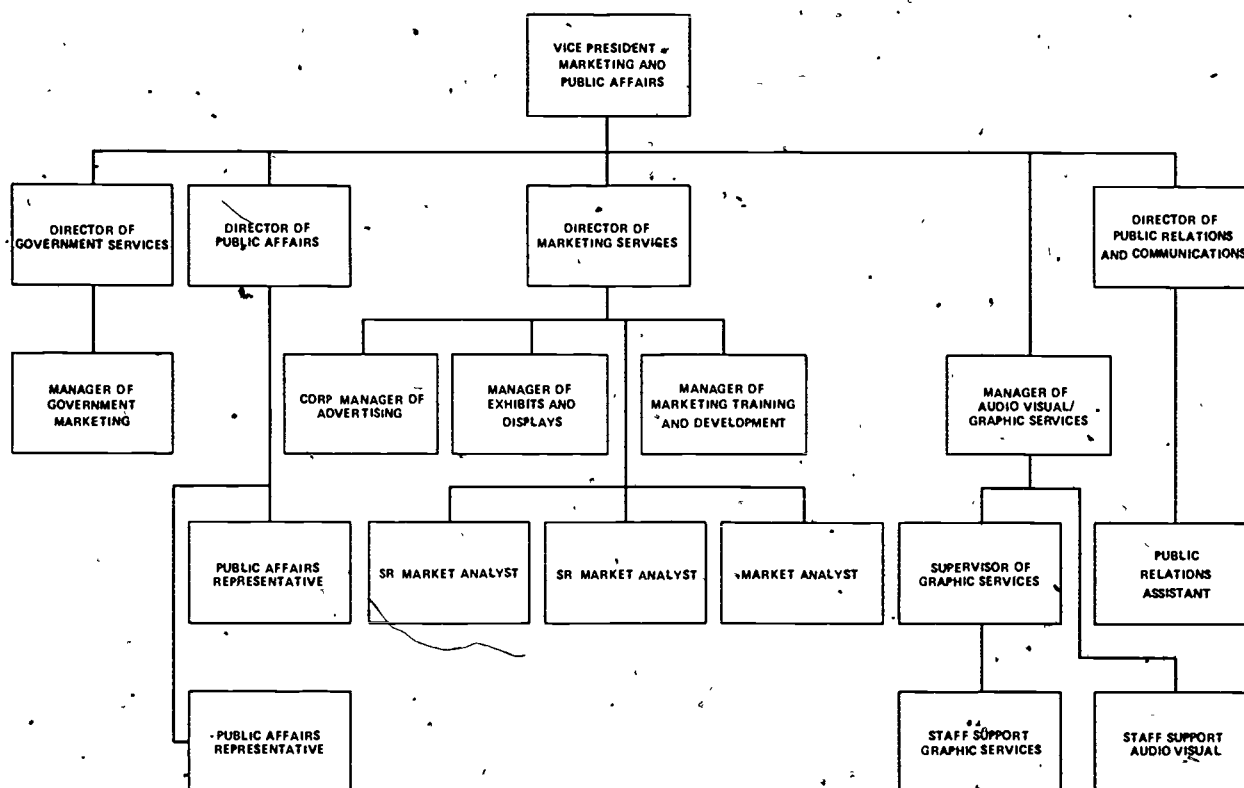 VICE PRESIDENT
MARKETING AND
PUBLIC AFFAIRS
DIRECTOR OF
GOVERNMENT SERVICES
DIRECTOR OF
PUBLIC AFFAIRS
DIRECTOR OF
MARKETING SERVICES
DIRECTOR OF
PUBLIC RELATIONS
AND COMMUNICATIONS
MANAGER OF
GOVERNMENT
MARKETING
CORP MANAGER OF
ADVERTISING
MANAGER OF
EXHIBITS AND
DISPLAYS
MANAGER OF
MARKETING TRAINING
AND DEVELOPMENT
MANAGER OF
AUDIO VISUAL/
GRAPHIC SERVICES
PUBLIC AFFAIRS
REPRESENTATIVE
SR MARKET ANALYST
SR MARKET ANALYST
MARKET ANALYST
SUPERVISOR OF
GRAPHIC SERVICES
PUBLIC
RELATIONS
ASSISTANT
PUBLIC AFFAIRS
REPRESENTATIVE
STAFF SUPPORT
GRAPHIC SERVICES
STAFF SUPPORT
AUDIO VISUAL